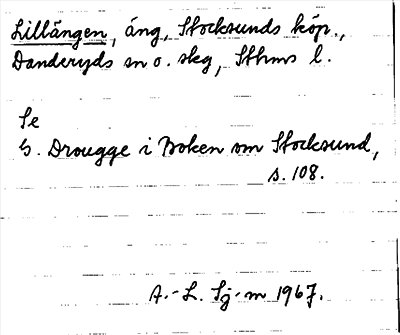 Lillängen, äng, Stocksunds köp.,
Danderyds sn o. skg, Sthms l.
Se
G. Drougge i Boken om Stocksund,
s. 108.
A.-L. Sj-m 1967.